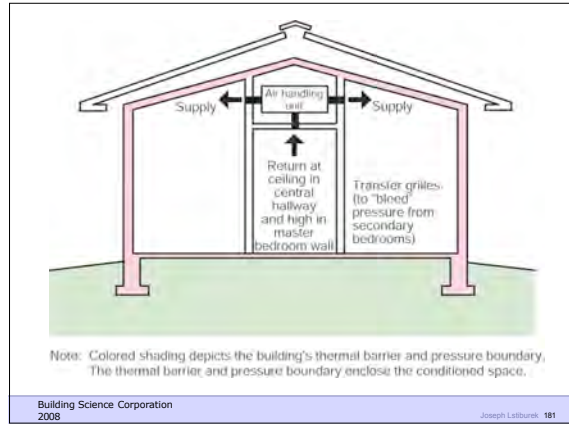 Air handling
unit
Supply
Supply
Return at
ceiling in
central
hallway
and high in
master
bedroom wall
Transfer grilles
(to "bleed"
pressure from
secondary
bedrooms)
Note: Colored shading depicts the building's thermal barrier and pressure boundary.
The thermal barrier and pressure boundary enclose the conditioned space.
Building Science Corporation
2008
Joseph Lstiburek 181